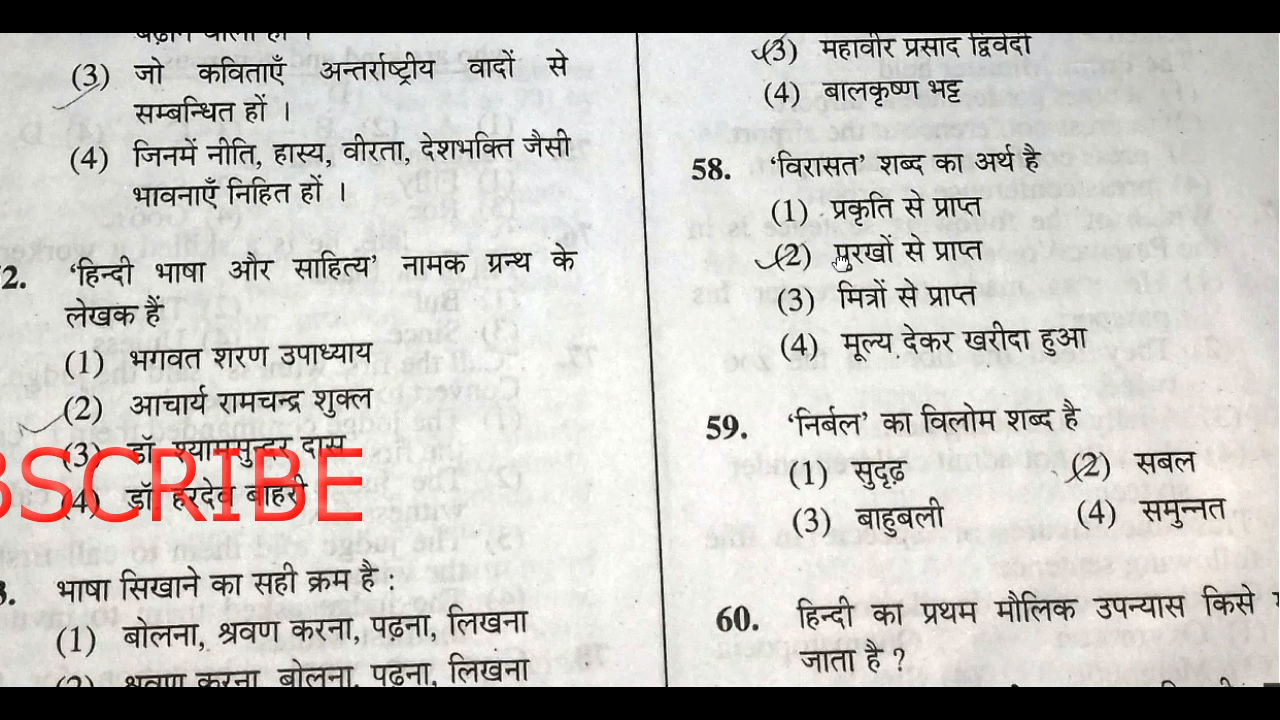 (3) जो कविताएँ अन्तर्राष्ट्रीय वादों से
सम्बन्धित हों ।
(4) जिनमें नीति, हास्य, वीरता, देशभक्ति जैसी
भावनाएँ निहित हों ।
2. ‘हिन्दी भाषा और साहित्य’ नामक ग्रन्थ के
लेखक हैं
(1) भगवत शरण उपाध्याय
(2) आचार्य रामचन्द्र शुक्ल
(3) डॉ श्यामसुन्दर दास
BSCRIBE
(4) डॉ हरदेव बाहरी
भाषा सिखाने का सही क्रम है
(1) बोलना, श्रवण करना, पढ़ना, लिखना
(2) श्रवण करना, बोलना, पढ़ना, लिखना
(3) महावीर प्रसाद द्विवेदी
(4) बालकृष्ण भट्ट
58. ‘विरासत’ शब्द का अर्थ है
(1) प्रकृति से प्राप्त
(2) पुरखों से प्राप्त
(3) मित्रों से प्राप्त
(4) मूल्य देकर खरीदा हुआ
59. ‘निर्बल’ का विलोम शब्द है
(1) सुदृढ़ (2) सबल
(3) बाहुबली (4) समुन्नत
60. हिन्दी का प्रथम मौलिक उपन्यास किसे
जाता है ?